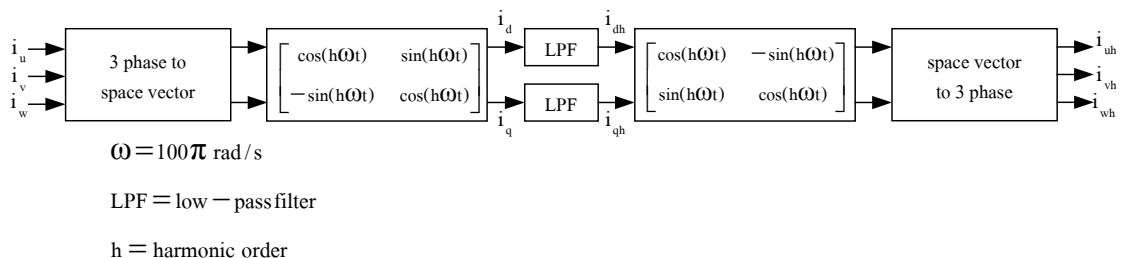 i_u
i_v
i_w
3 phase to
space vector
cos(hωt) sin(hωt)
−sin(hωt) cos(hωt)
i_d
i_q
LPF
LPF
i_dh
i_qh
cos(hωt) −sin(hωt)
sin(hωt) cos(hωt)
space vector
to 3 phase
i_uh
i_vh
i_wh
ω=100π rad/s
LPF = low − pass filter
h = harmonic order